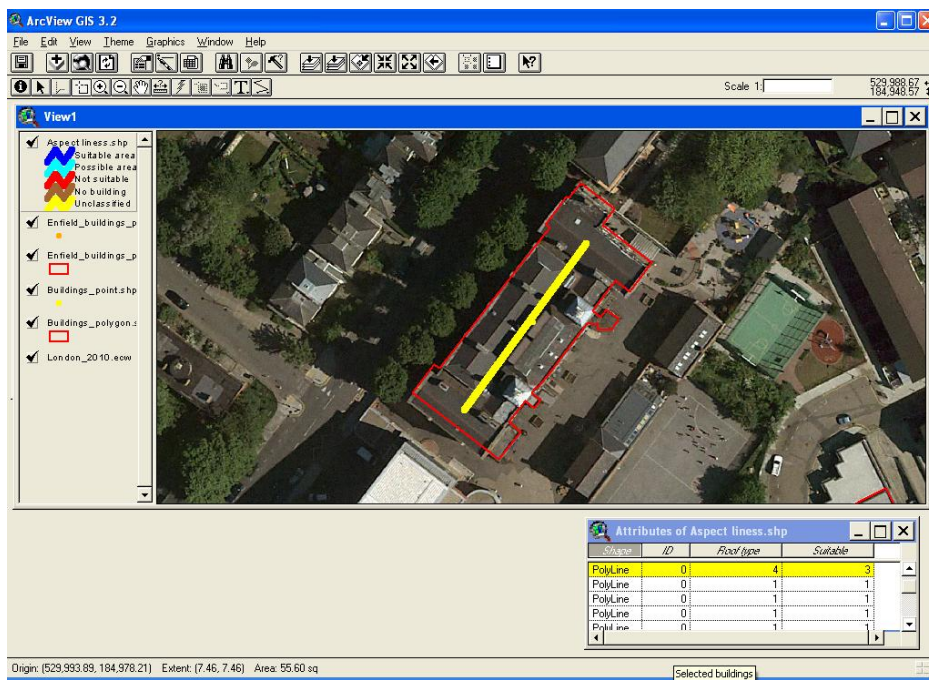 ArcView GIS 3.2
File Edit View Theme Graphics Window Help
Scale 1:
529,988.67
184,948.57
View1
Aspect liness.shp
Suitable area
Possible area
Not suitable
No building
Unclassified
Enfield_buildings_p
Enfield_buildings_p
Buildings_point.shp
Buildings_polygon.s
London_2010.ecw
Attributes of Aspect liness.shp
Shape ID Roof type Suitable
PolyLine 0 4 3
PolyLine 0 1 1
PolyLine 0 1 1
PolyLine 0 1 1
PolyLine 0 1 1
Origin: (529,993.89, 184,978.21) Extent: (7.46, 7.46) Area: 55.60 sq
Selected buildings